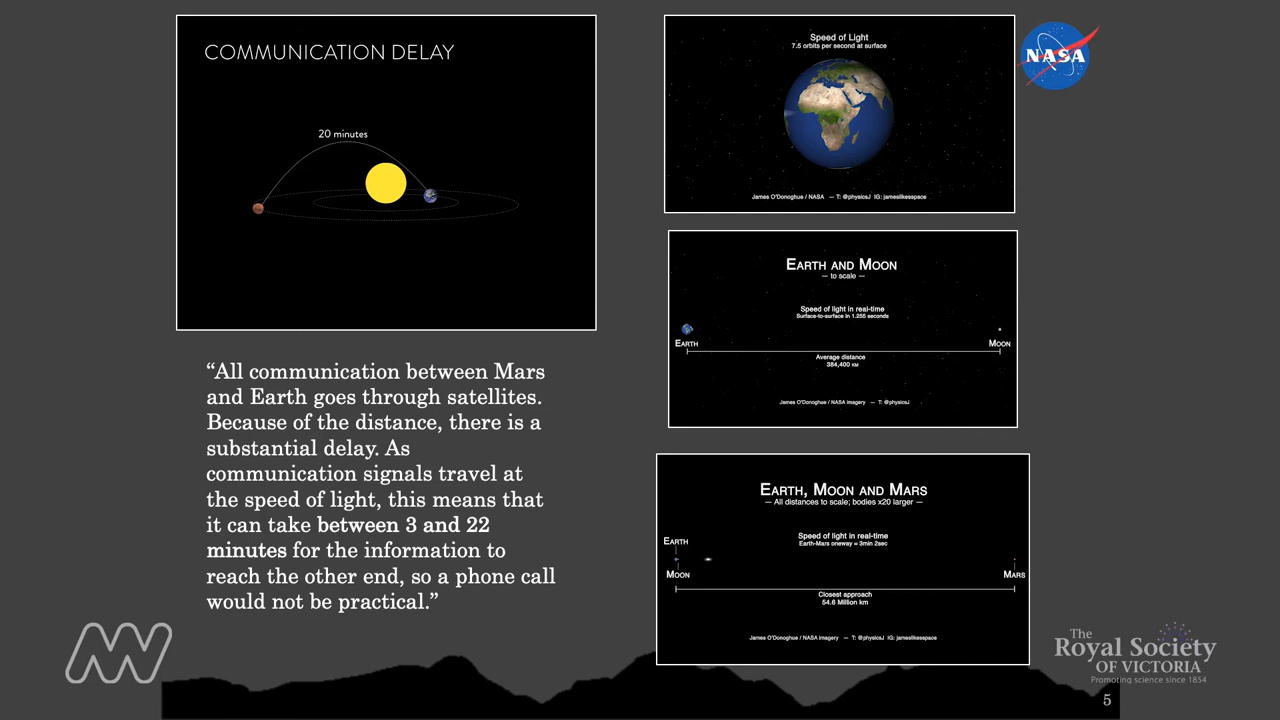 COMMUNICATION DELAY
20 minutes
“All communication between Mars
and Earth goes through satellites.
Because of the distance, there is a
substantial delay. As
communication signals travel at
the speed of light, this means that
it can take between 3 and 22
minutes for the information to
reach the other end, so a phone call
would not be practical.”
Speed of Light
7.5 orbits per second at surface
James O'Donoghue / NASA — T: @physicsJ IG: jameslikesspace
NASA
EARTH AND MOON
— to scale —
Speed of light in real-time
Surface-to-surface in 1.255 seconds
EARTH
MOON
Average distance
384,400 KM
James O'Donoghue / NASA imagery — T: @physicsJ
EARTH, MOON AND MARS
— All distances to scale; bodies x20 larger —
Speed of light in real-time
Earth-Mars oneway = 3min 2sec
EARTH
MOON
MARS
Closest approach
54.6 Million km
James O'Donoghue / NASA imagery — T: @physicsJ IG: jameslikesspace
The
Royal Society
OF VICTORIA
Promoting science since 1854
5